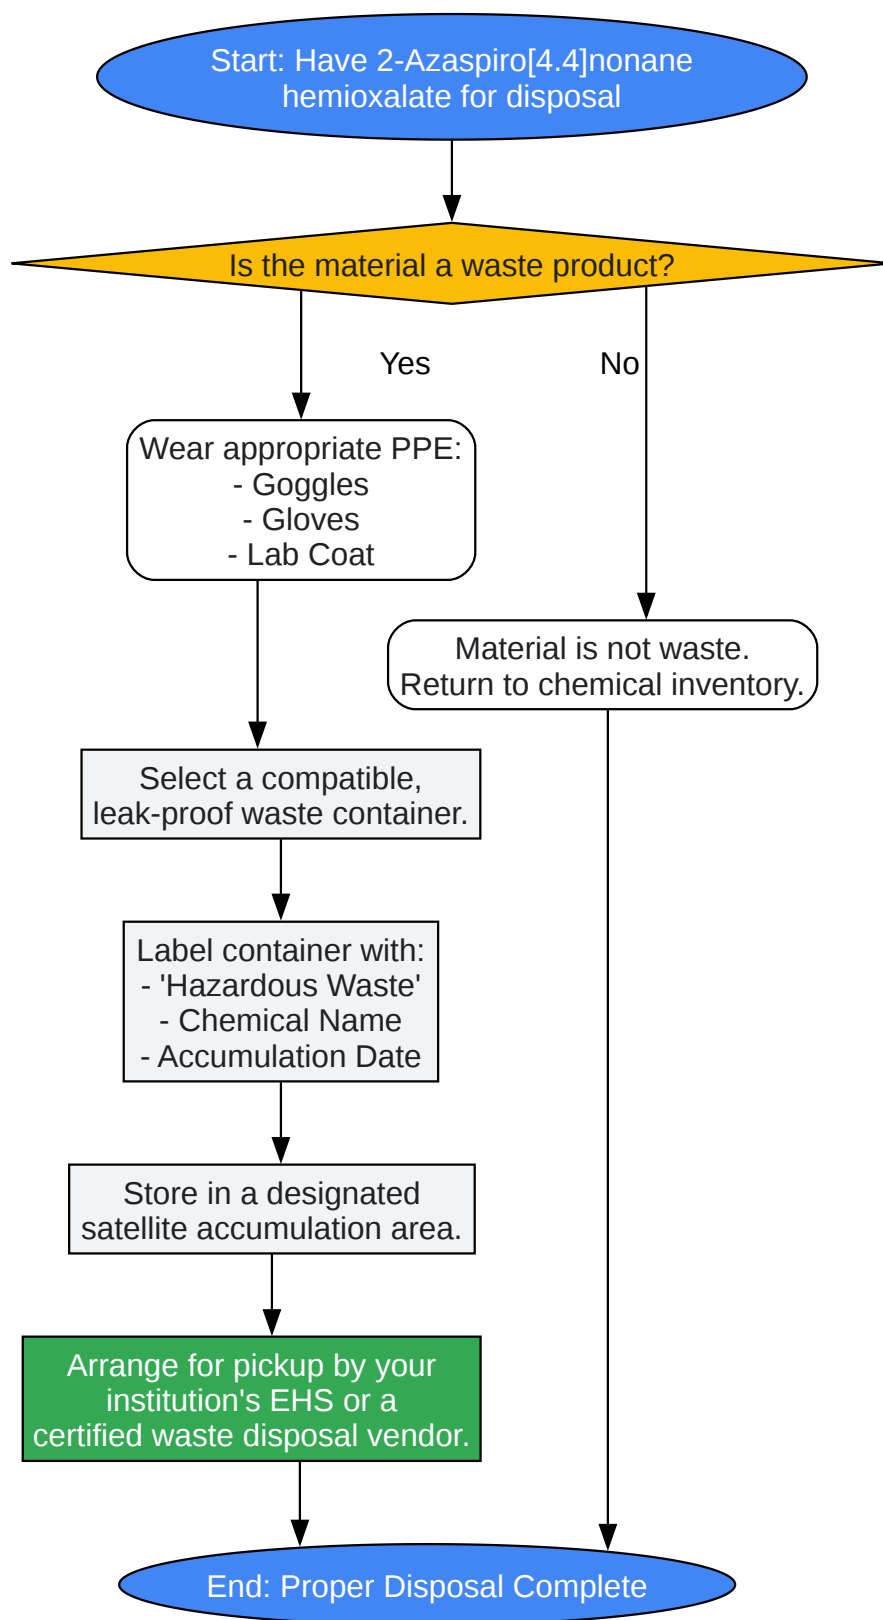 Start: Have 2-Azaspiro[4.4]nonane
hemioxalate for disposal
Is the material a waste product?
Yes
No
Wear appropriate PPE:
- Goggles
- Gloves
- Lab Coat
Material is not waste.
Return to chemical inventory.
Select a compatible,
leak-proof waste container.
Label container with:
- 'Hazardous Waste'
- Chemical Name
- Accumulation Date
Store in a designated
satellite accumulation area.
Arrange for pickup by your
institution's EHS or a
certified waste disposal vendor.
End: Proper Disposal Complete